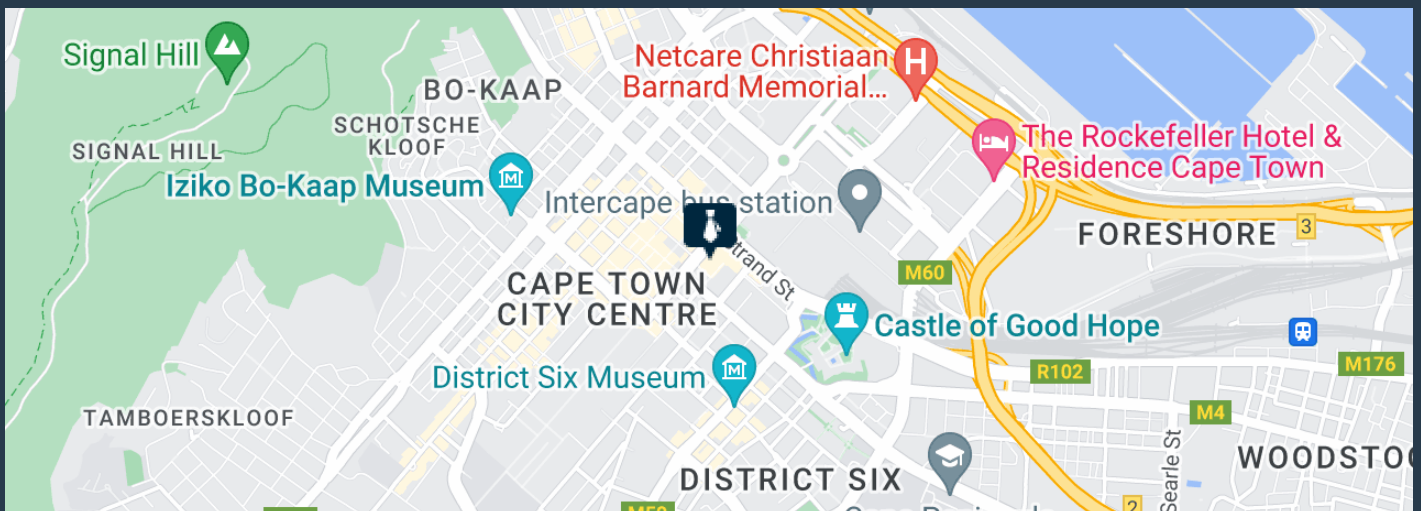 Signal Hill
Netcare Christiaan
Barnard Memorial...
BO-KAAP
SCHOTSCHE
KLOOF
The Rockefeller Hotel &
Residence Cape Town
SIGNAL HILL
Iziko Bo-Kaap Museum
Intercape bus station
FORESHORE
3
Strand St
M60
CAPE TOWN
CITY CENTRE
Castle of Good Hope
District Six Museum
R102
M176
M4
TAMBOERSKLOOF
Searle St
WOODSTO
DISTRICT SIX
2